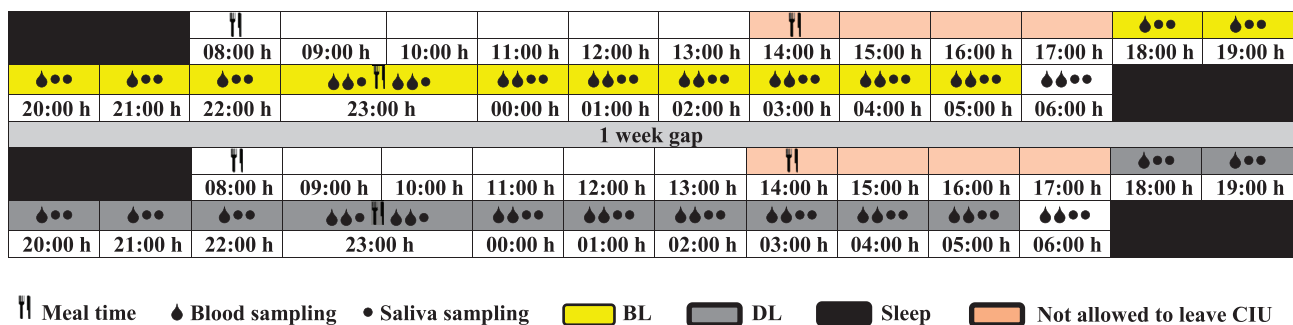 08:00 h 09:00 h 10:00 h 11:00 h 12:00 h 13:00 h 14:00 h 15:00 h 16:00 h 17:00 h 18:00 h 19:00 h
20:00 h 21:00 h 22:00 h 23:00 h 00:00 h 01:00 h 02:00 h 03:00 h 04:00 h 05:00 h 06:00 h
1 week gap
08:00 h 09:00 h 10:00 h 11:00 h 12:00 h 13:00 h 14:00 h 15:00 h 16:00 h 17:00 h 18:00 h 19:00 h
20:00 h 21:00 h 22:00 h 23:00 h 00:00 h 01:00 h 02:00 h 03:00 h 04:00 h 05:00 h 06:00 h
Meal time Blood sampling Saliva sampling BL DL Sleep Not allowed to leave CIU